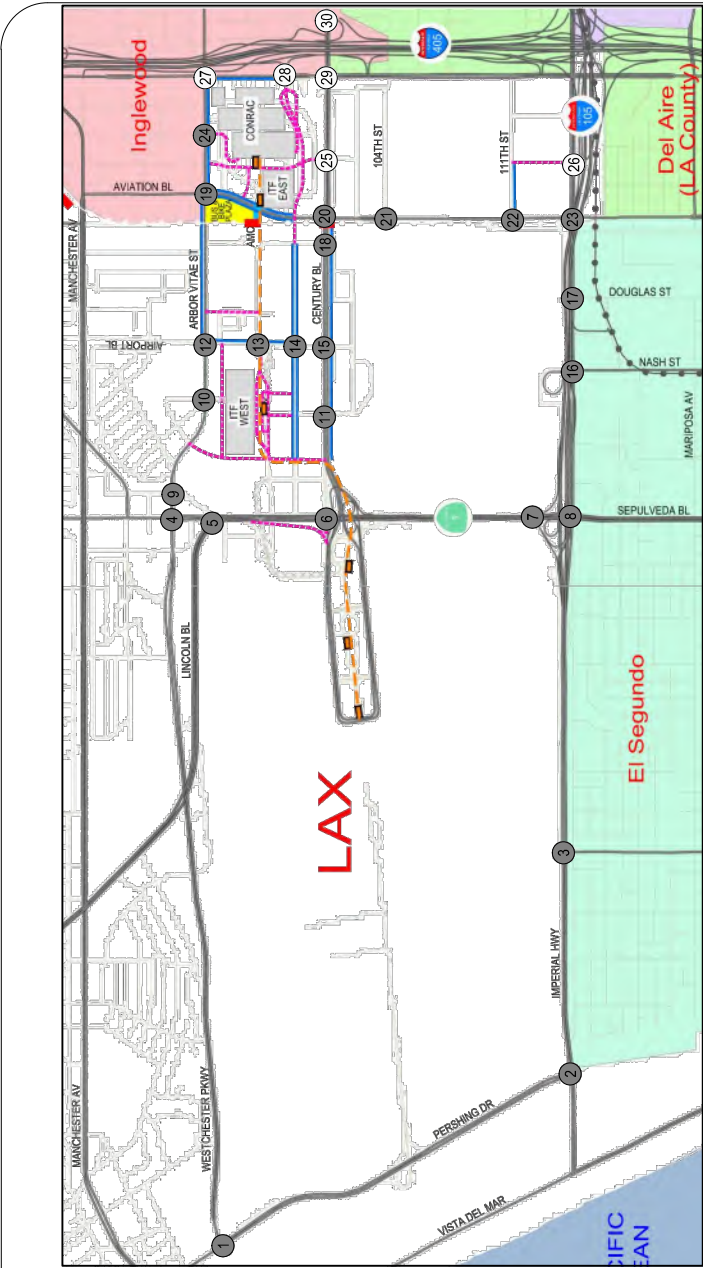 30
405
27
28
29
Inglewood
24
CONRAC
25
104TH ST
111TH ST
105
26
Del Aire
(LA County)
AVIATION BL
19
ITF
EAST
20
21
22
23
MANCHESTER AV
AMC
18
ARBOR VITAE ST
CENTURY BL
17
DOUGLAS ST
AIRPORT BL
12
13
14
15
16
NASH ST
10
ITF
WEST
11
MARIPOSA AV
9
4
5
6
1
7
8
SEPULVEDA BL
LINCOLN BL
El Segundo
LAX
3
IMPERIAL HWY
2
MANCHESTER AV
WESTCHESTER PKWY
PERSHING DR
VISTA DEL MAR
1
CIFIC
EAN